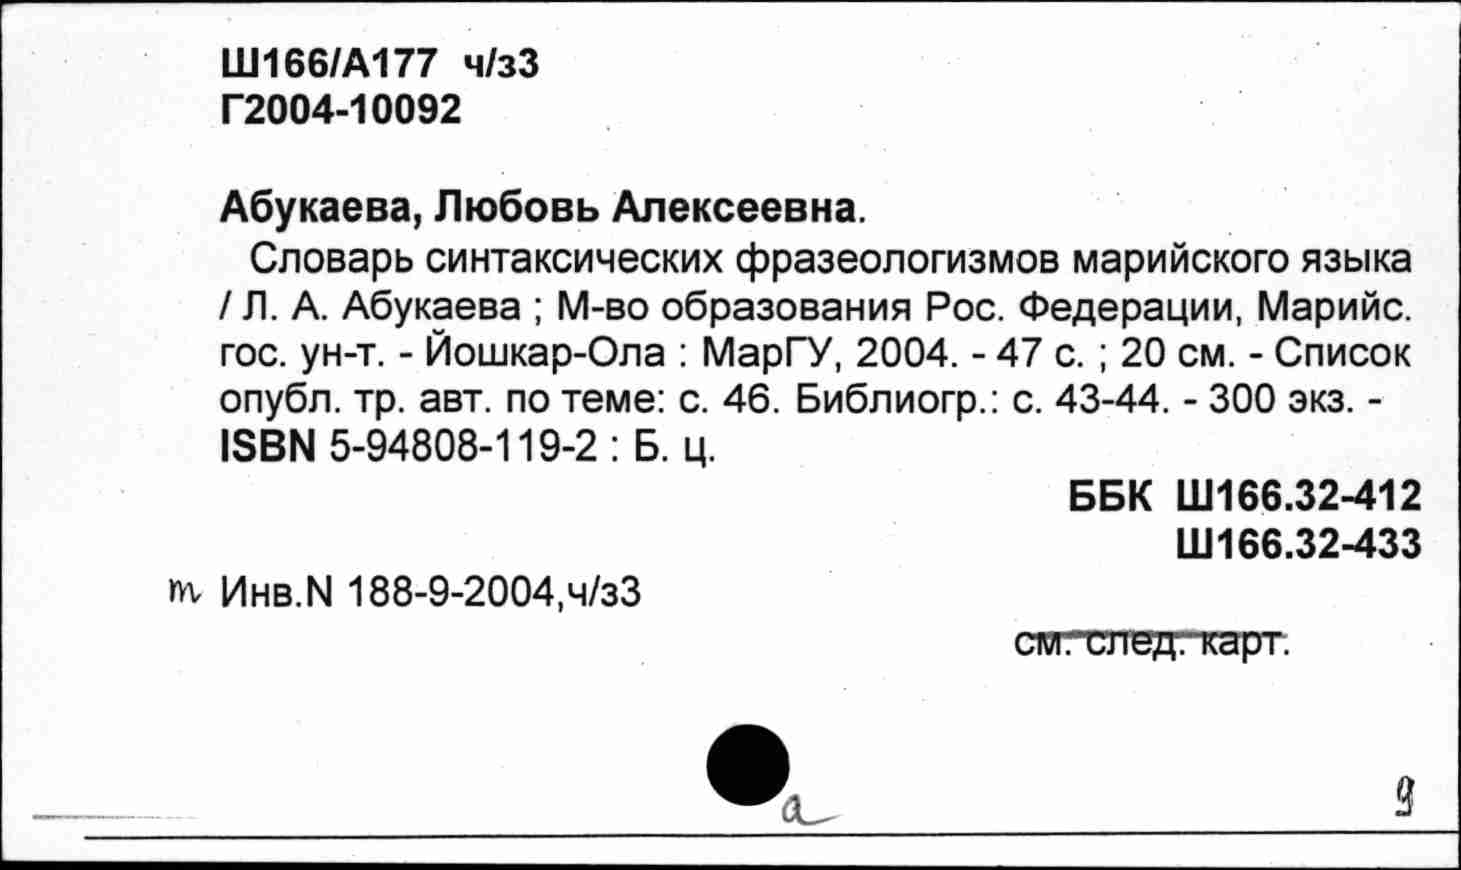 Ш166/А177 ч/з3
Г2004-10092
Абукаева, Любовь Алексеевна.
Словарь синтаксических фразеологизмов марийского языка
/ Л. А. Абукаева ; М-во образования Рос. Федерации, Марийс.
гос. ун-т. - Йошкар-Ола : МарГУ, 2004. - 47 с. ; 20 см. - Список
опубл. тр. авт. по теме: с. 46. Библиогр.: с. 43-44. - 300 экз. -
ISBN 5-94808-119-2 : Б. ц.
ББК Ш166.32-412
Ш166.32-433
т Инв.N 188-9-2004,ч/з3
см. след. карт.
а
9